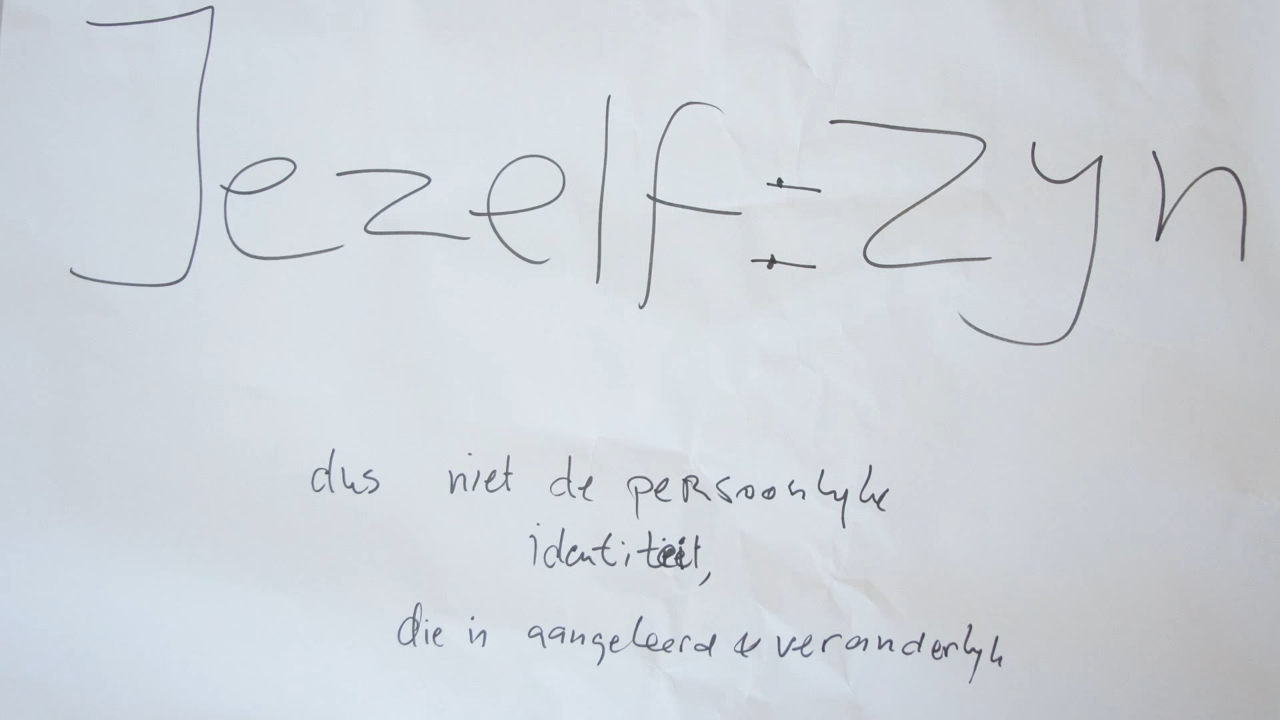 Jezelf = Zyn
dus niet de persoonlyke
identiteit,
die is aangeleerd & veranderlyk